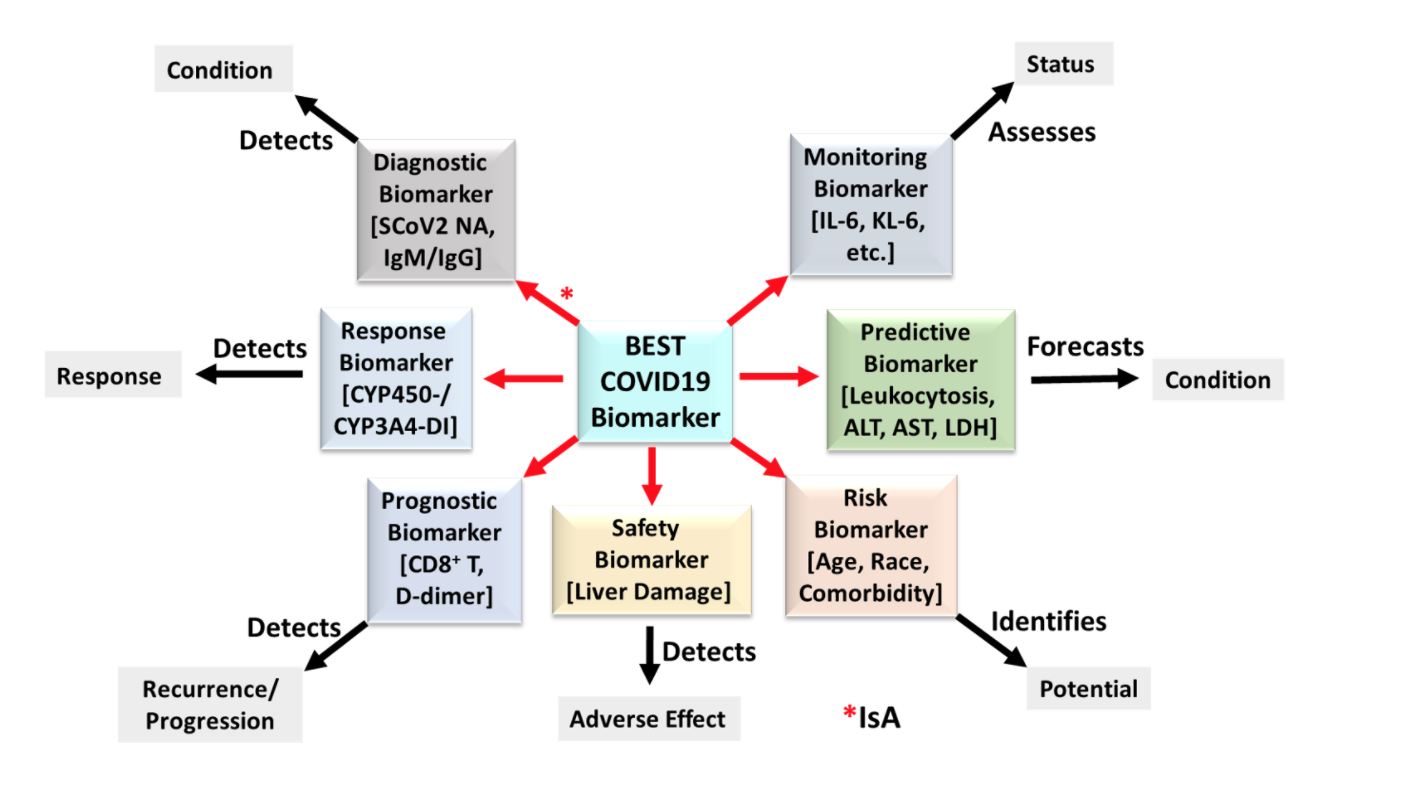 Condition
Status
Detects
Assesses
Diagnostic
Biomarker
[SCoV2 NA,
IgM/IgG]
Monitoring
Biomarker
[IL-6, KL-6,
etc.]
*
Response
Detects
Response
Biomarker
[CYP450-/
CYP3A4-DI]
BEST
COVID19
Biomarker
Predictive
Biomarker
[Leukocytosis,
ALT, AST, LDH]
Forecasts
Condition
Prognostic
Biomarker
[CD8⁺ T,
D-dimer]
Safety
Biomarker
[Liver Damage]
Risk
Biomarker
[Age, Race,
Comorbidity]
Detects
Detects
Identifies
Recurrence/
Progression
Adverse Effect
Potential
*IsA